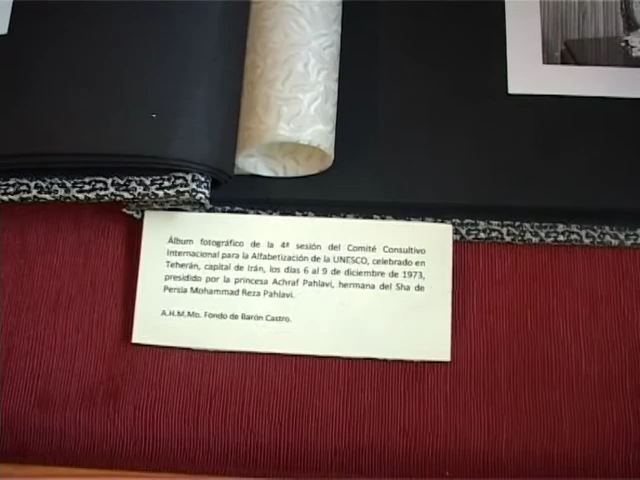 Álbum fotográfico de la 4ª sesión del Comité Consultivo
Internacional para la Alfabetización de la UNESCO, celebrado en
Teherán, capital de Irán, los días 6 al 9 de diciembre de 1973,
presidido por la princesa Achraf Pahlavi, hermana del Sha de
Persia Mohammad Reza Pahlavi.
A.H.M.Mo. Fondo de Barón Castro.